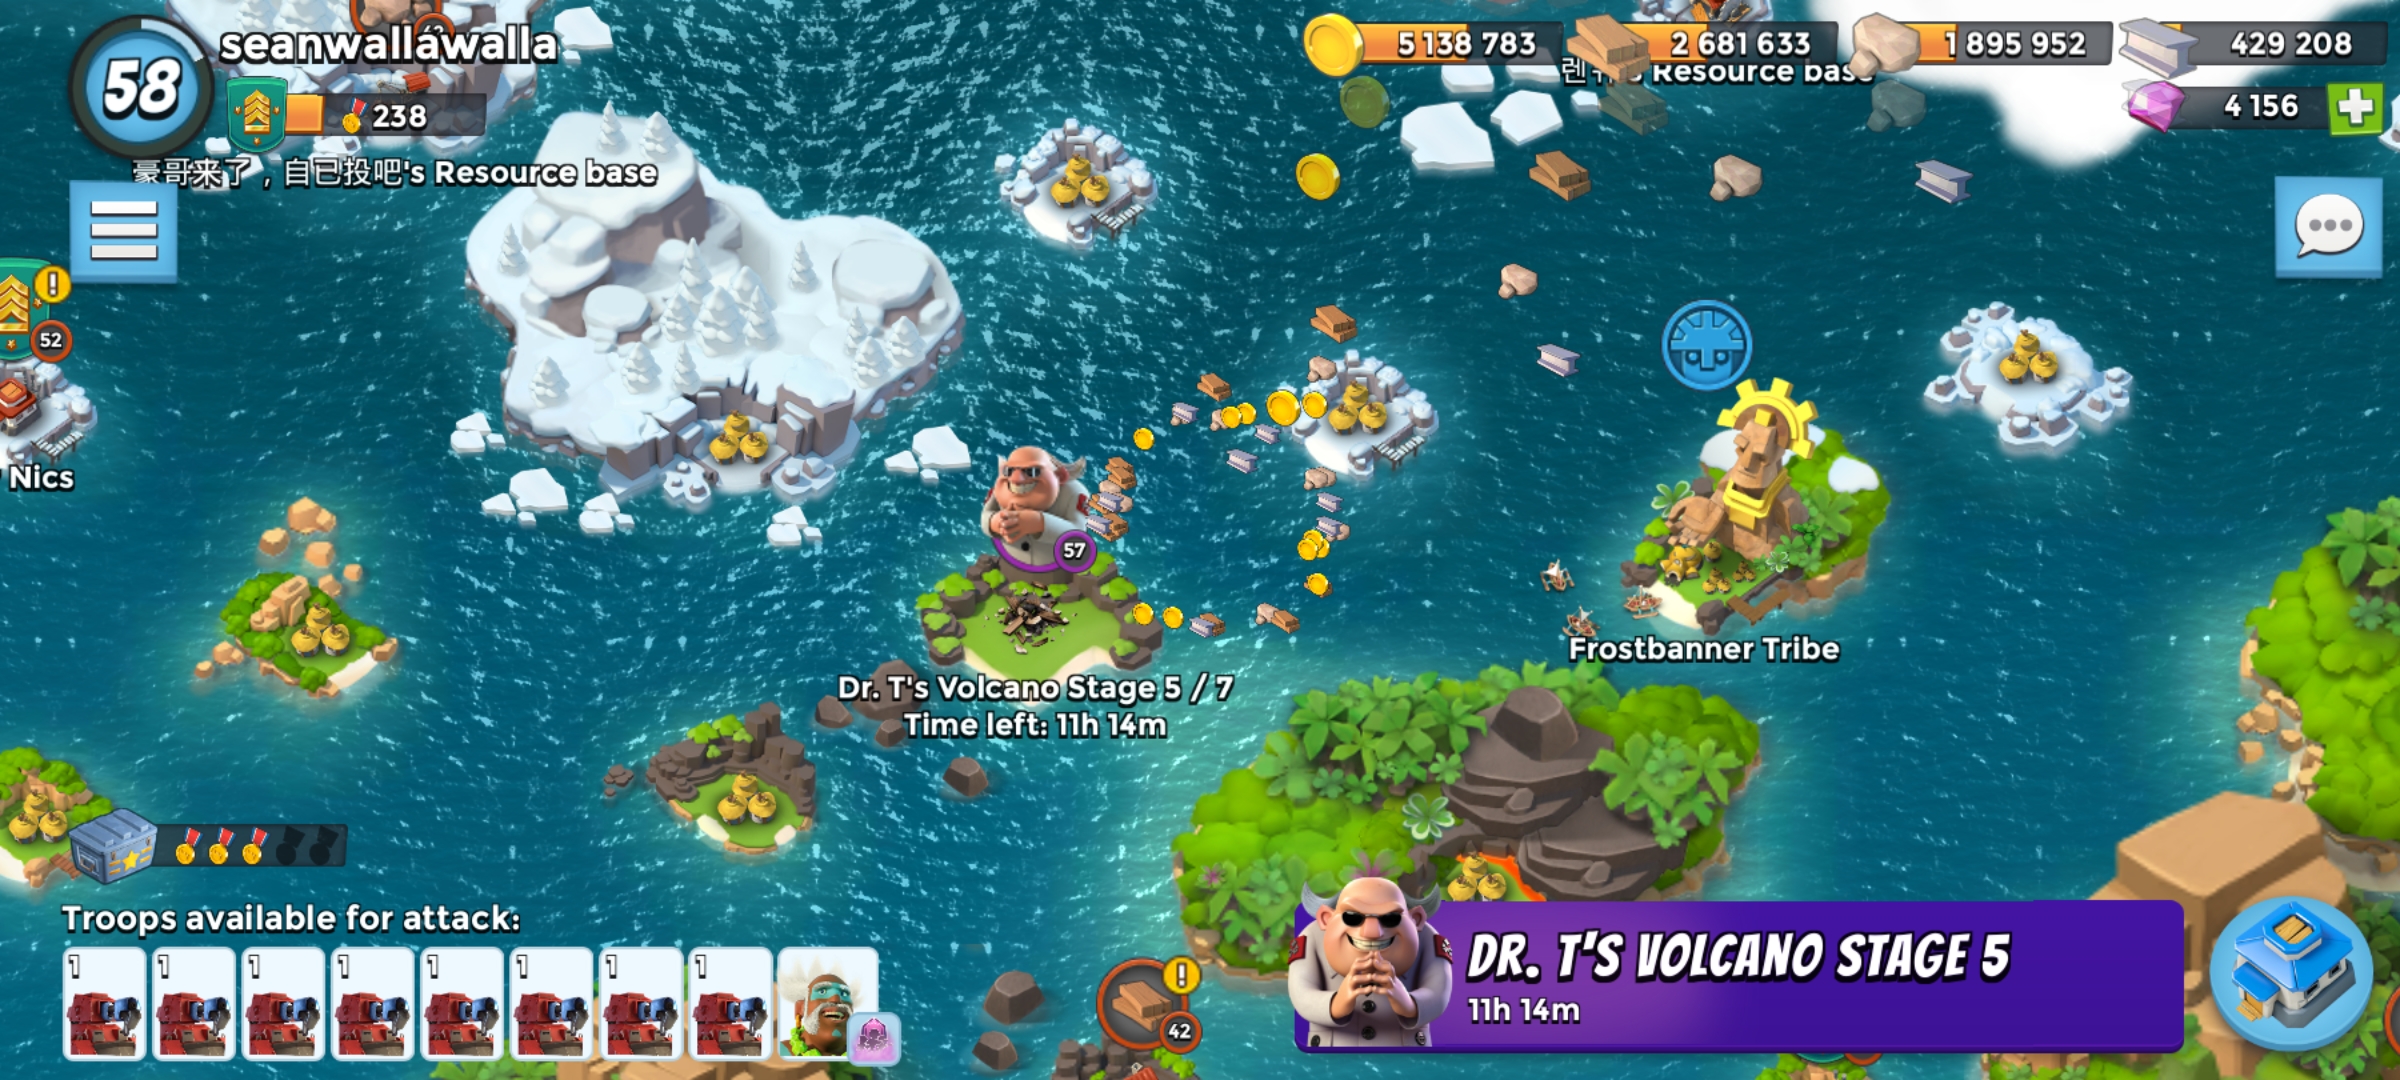 58
seanwallawalla
238
5 138 783
2 681 633
1 895 952
429 208
4 156
豪哥来了，自已投吧's Resource base
Resource base
52
Nics
57
Dr. T's Volcano Stage 5 / 7
Time left: 11h 14m
Frostbanner Tribe
Troops available for attack:
1 1 1 1 1 1 1 1
42
DR. T'S VOLCANO STAGE 5
11h 14m